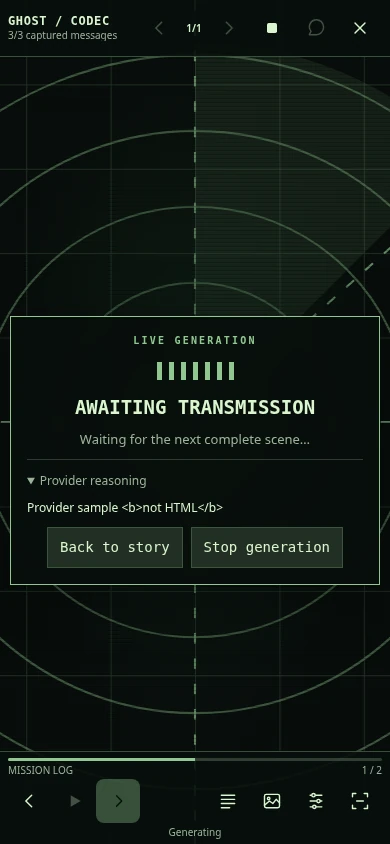 GHOST / CODEC
3/3 captured messages
1/1
LIVE GENERATION
AWAITING TRANSMISSION
Waiting for the next complete scene…
Provider reasoning
Provider sample <b>not HTML</b>
Back to story
Stop generation
MISSION LOG
1 / 2
Generating